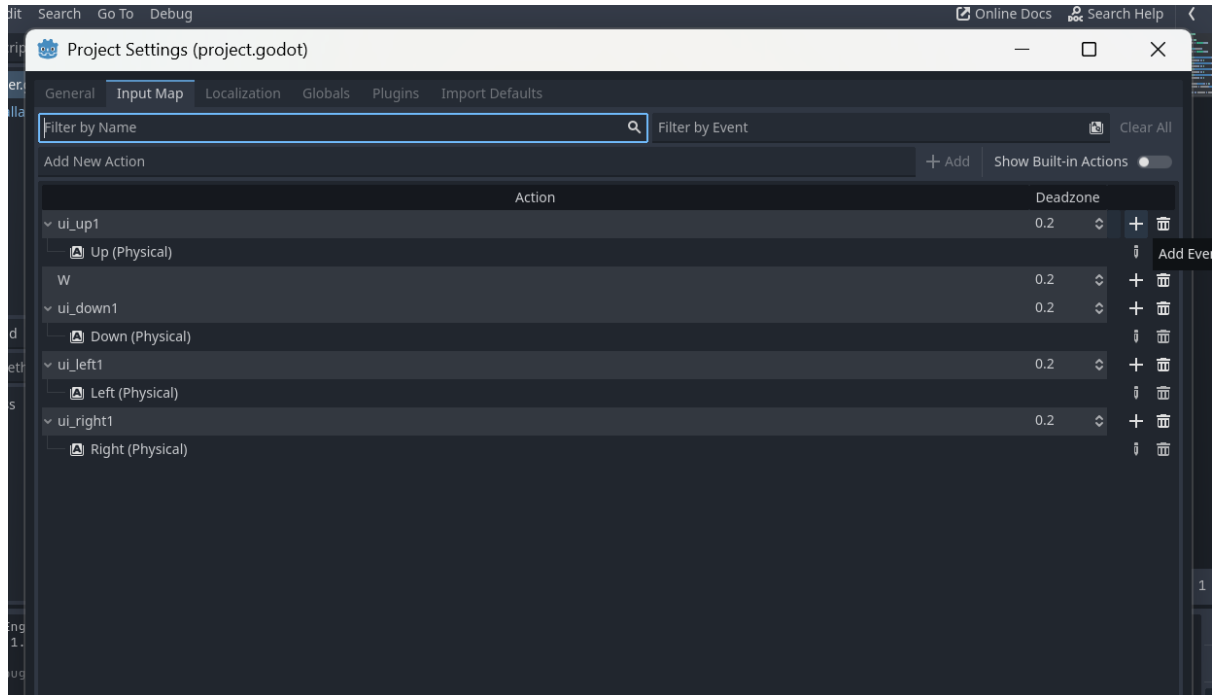 dit Search Go To Debug Online Docs Search Help
Project Settings (project.godot)
General Input Map Localization Globals Plugins Import Defaults
Filter by Name Filter by Event Clear All
Add New Action + Add Show Built-in Actions
Action Deadzone
ui_up1 0.2
Up (Physical)
Add Eve
W 0.2
ui_down1 0.2
Down (Physical)
ui_left1 0.2
Left (Physical)
ui_right1 0.2
Right (Physical)
1